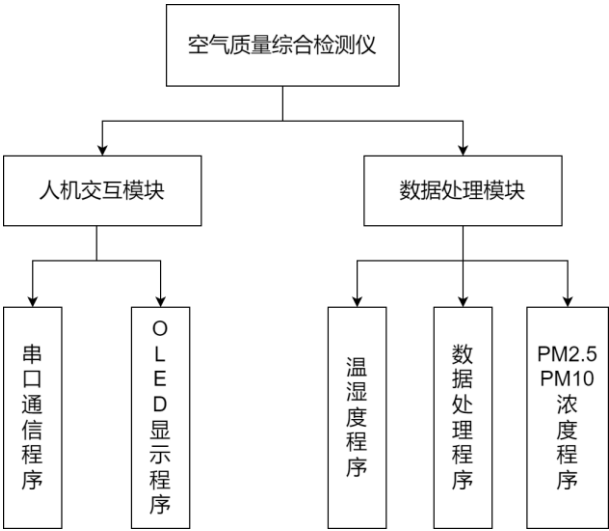 空气质量综合检测仪
人机交互模块
数据处理模块
串口通信程序
OLED显示程序
温湿度程序
数据处理程序
PM2.5
PM10
浓度程序